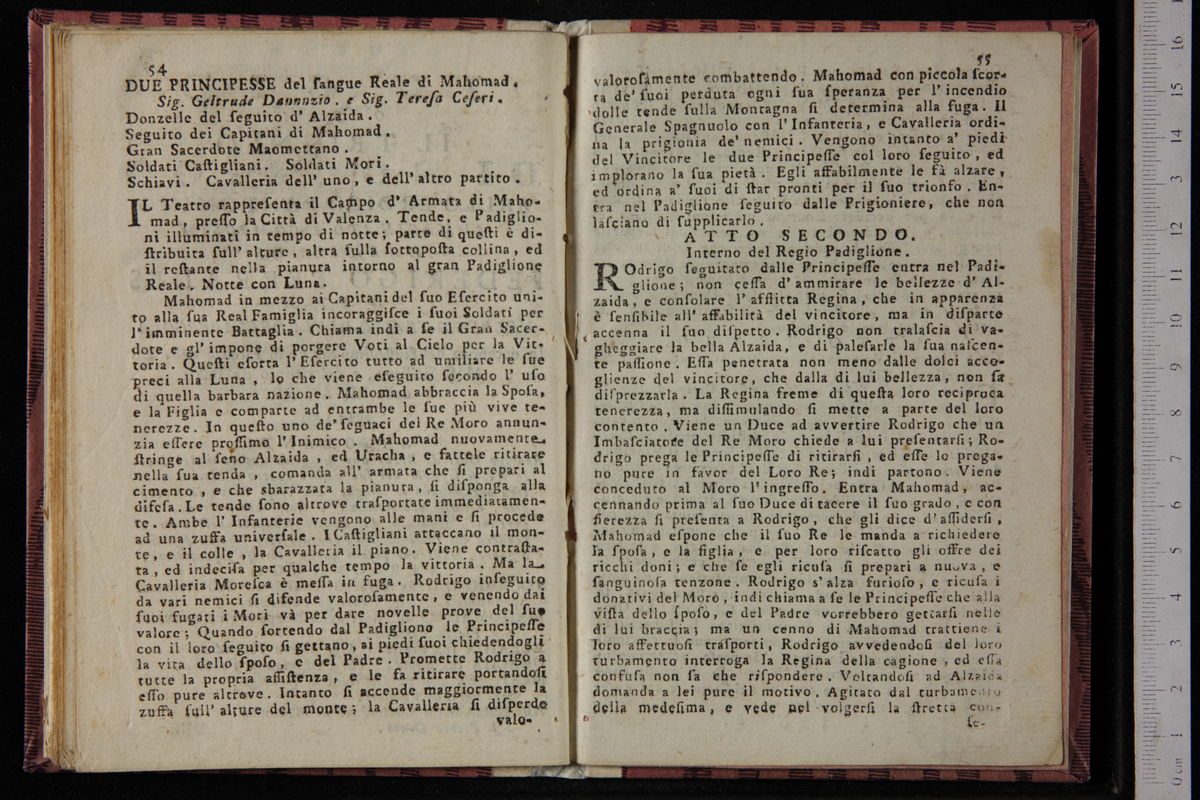 54
DUE PRINCIPESSE del ſangue Reale di Mahomad.
Sig. Geltrude Dannnzio. e Sig. Tereſa Ceſeri.
Donzelle del ſeguito d' Alzaida.
Seguito dei Capitani di Mahomad.
Gran Sacerdote Maomettano.
Soldati Caſtigliani. Soldati Mori.
Schiavi. Cavalleria dell' uno, e dell' altro partito.
IL Teatro rappreſenta il Campo d' Armata di Maho-
mad, preſſo la Città di Valenza. Tende, e Padiglio-
ni illuminati in tempo di notte; parte di queſti è di-
ſtribuita ſull' alture, altra ſulla ſottopoſta collina, ed
il reſtante nella pianura intorno al gran Padiglione
Reale. Notte con Luna.
Mahomad in mezzo ai Capitani del ſuo Eſercito uni-
to alla ſua Real Famiglia incoraggiſce i ſuoi Soldati per
l' imminente Battaglia. Chiama indi a ſe il Gran Sacer-
dote e gl' impone di porgere Voti al Cielo per la Vit-
toria. Queſti eſorta l' Eſercito tutto ad umiliare le ſue
preci alla Luna, lo che viene eſeguito ſecondo l' uſo
di quella barbara nazione. Mahomad abbraccia la Spoſa,
e la Figlia e comparte ad entrambe le ſue più vive te-
nerezze. In queſto uno de' ſeguaci del Re Moro annun-
zia eſſere proſſimo l' Inimico. Mahomad nuovamente
ſtringe al ſeno Alzaida, ed Uracha, e fattele ritirare
nella ſua tenda, comanda all' armata che ſi prepari al
cimento, e che sbarazzata la pianura, ſi diſponga alla
difeſa. Le tende ſono altrove traſportate immediatamen-
te. Ambe l' Infanterie vengono alle mani e ſi procede
ad una zuffa univerſale. I Caſtigliani attaccano il mon-
te, e il colle, la Cavalleria il piano. Viene contraſta-
ta, ed indeciſa per qualche tempo la vittoria. Ma la
Cavalleria Moreſca è meſſa in fuga. Rodrigo inſeguito
da vari nemici ſi difende valoroſamente, e venendo dai
ſuoi fugati i Mori và per dare novelle prove del ſuo
valore; Quando ſortendo dal Padiglione le Principeſſe
con il loro ſeguito ſi gettano, ai piedi ſuoi chiedendogli
la vita dello ſpoſo, e del Padre. Promette Rodrigo a
tutte la propria aſſiſtenza, e le fa ritirare portandoſi
eſſo pure altrove. Intanto ſi accende maggiormente la
zuffa ſull' alture del monte; la Cavalleria ſi diſperde
valo-
55
valoroſamente combattendo. Mahomad con piccola ſcor-
ta de' ſuoi perduta ogni ſua ſperanza per l' incendio
dolle tende ſulla Montagna ſi determina alla fuga. Il
Generale Spagnuolo con l' Infanteria, e Cavalleria ordi-
na la prigionia de' nemici. Vengono intanto a' piedi
del Vincitore le due Principeſſe col loro ſeguito, ed
implorano la ſua pietà. Egli affabilmente le fà alzare,
ed ordina a' ſuoi di ſtar pronti per il ſuo trionfo. En-
tra nel Padiglione ſeguito dalle Prigioniere, che non
laſciano di ſupplicarlo.
ATTO SECONDO.
Interno del Regio Padiglione.
ROdrigo ſeguitato dalle Principeſſe entra nel Padi-
glione; non ceſſa d' ammirare le bellezze d' Al-
zaida, e conſolare l' afflitta Regina, che in apparenza
è ſenſibile all' affabilità del vincitore, ma in diſparte
accenna il ſuo diſpetto. Rodrigo non tralaſcia di va-
gheggiare la bella Alzaida, e di paleſarle la ſua naſcen-
te paſſione. Eſſa penetrata non meno dalle dolci acco-
glienze del vincitore, che dalla di lui bellezza, non ſa
diſprezzarla. La Regina freme di queſta loro reciproca
tenerezza, ma diſſimulando ſi mette a parte del loro
contento. Viene un Duce ad avvertire Rodrigo che un
Imbaſciatore del Re Moro chiede a lui preſentarſi; Ro-
drigo prega le Principeſſe di ritirarſi, ed eſſe lo prega-
no pure in favor del Loro Re; indi partono. Viene
conceduto al Moro l' ingreſſo. Entra Mahomad, ac-
cennando prima al ſuo Duce di tacere il ſuo grado, e con
fierezza ſi preſenta a Rodrigo, che gli dice d' aſſiderſi,
Mahomad eſpone che il ſuo Re le manda a richiedere
la ſpoſa, e la figlia, e per loro riſcatto gli offre dei
ricchi doni; e che ſe egli ricuſa ſi prepari a nuova, e
ſanguinoſa tenzone. Rodrigo s' alza furioſo, e ricuſa i
donativi del Moro, indi chiama a ſe le Principeſſe che alla
viſta dello ſpoſo, e del Padre vorrebbero gettarſi nelle
di lui braccia; ma un cenno di Mahomad trattiene i
loro affettuoſi traſporti, Rodrigo avvedendoſi del loro
turbamento interroga la Regina della cagione, ed eſſa
confuſa non ſa che riſpondere. Voltandoſi ad Alzaida
domanda a lei pure il motivo. Agitato dal turbamento
della medeſima, e vede nel volgerſi la ſtretta con-
fe-
0 cm 1 2 3 4 5 6 7 8 9 10 11 12 13 14 15 16